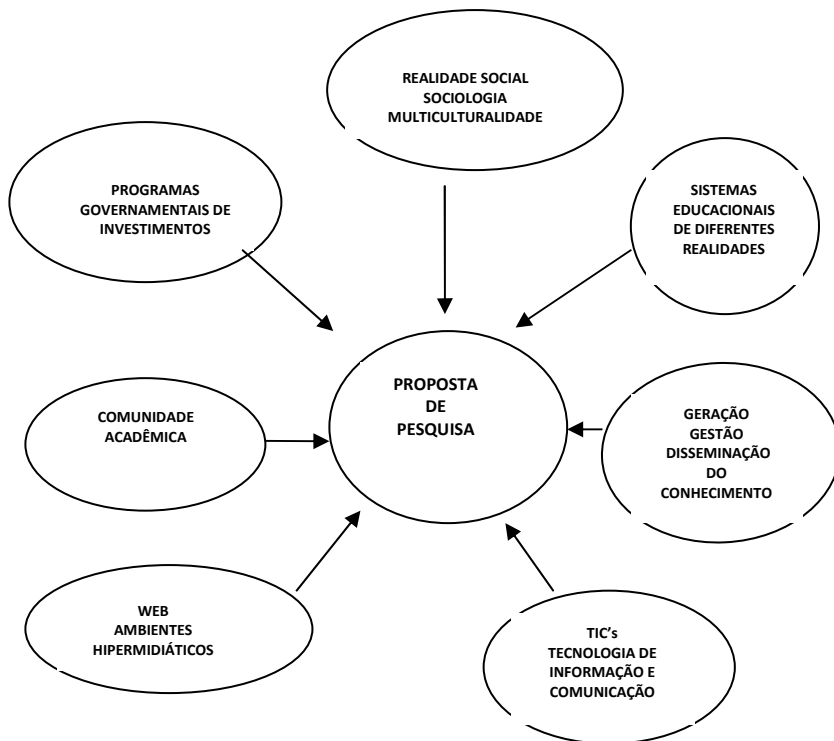 REALIDADE SOCIAL
SOCIOLOGIA
MULTICULTURALIDADE
PROGRAMAS
GOVERNAMENTAIS DE
INVESTIMENTOS
SISTEMAS
EDUCACIONAIS
DE DIFERENTES
REALIDADES
PROPOSTA
DE
PESQUISA
COMUNIDADE
ACADÊMICA
GERAÇÃO
GESTÃO
DISSEMINAÇÃO
DO
CONHECIMENTO
WEB
AMBIENTES
HIPERMIDIÁTICOS
TIC’s
TECNOLOGIA DE
INFORMAÇÃO E
COMUNICAÇÃO